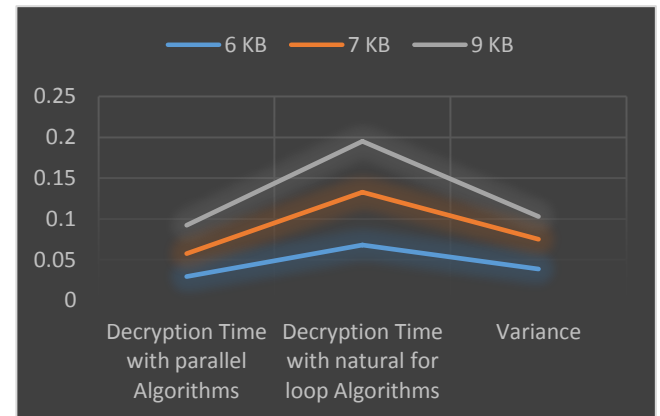 6 KB 7 KB 9 KB
0.25
0.2
0.15
0.1
0.05
0
Decryption Time with parallel Algorithms
Decryption Time with natural for loop Algorithms
Variance